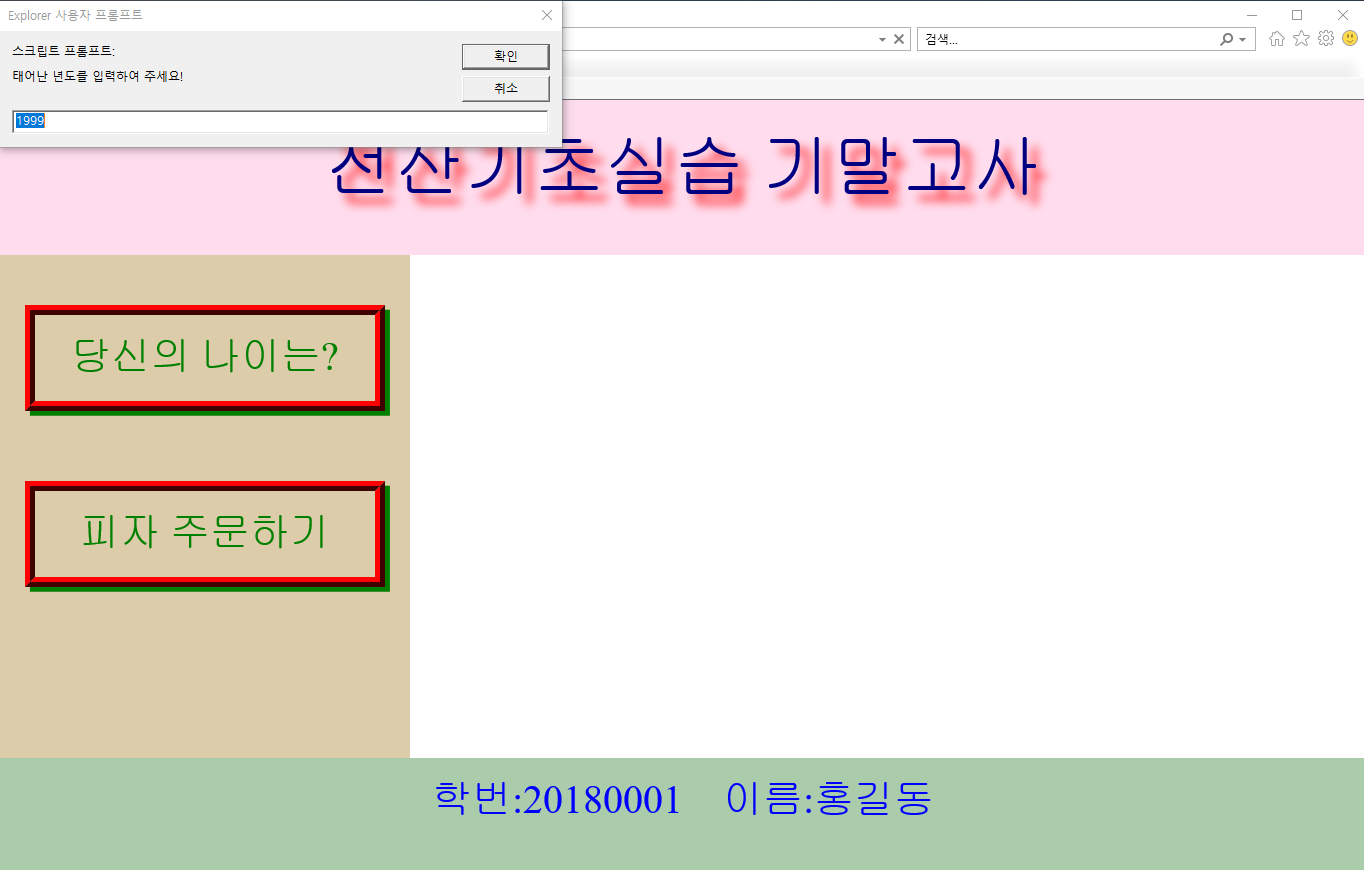 Explorer 사용자 프롬프트
스크립트 프롬프트:
확인
태어난 년도를 입력하여 주세요!
취소
1999
검색...
전산기초실습 기말고사
당신의 나이는?
피자 주문하기
학번:20180001 이름:홍길동